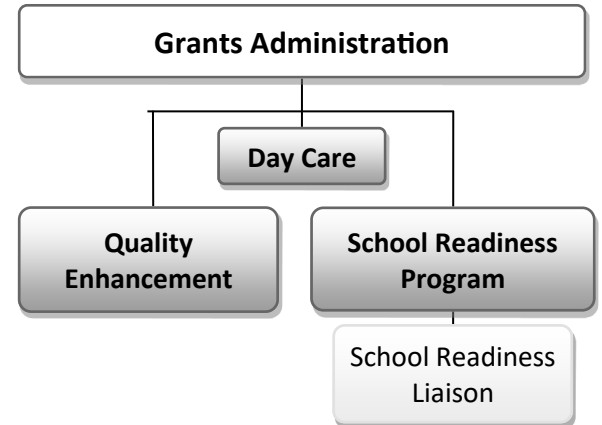 Grants Administration
Day Care
Quality
Enhancement
School Readiness
Program
School Readiness
Liaison